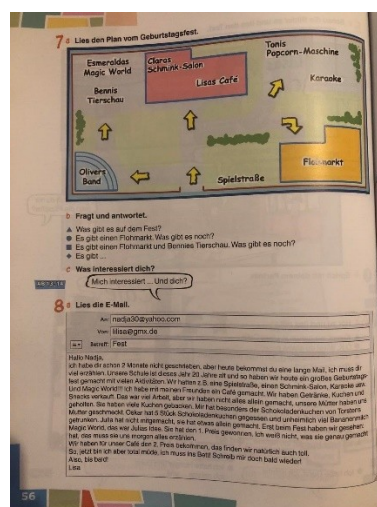 7 a Lies den Plan vom Geburtstagsfest.
Esmeraldas
Magic World
Claras
Schmink-Salon
Lisas Café
Tonis
Popcorn-Maschine
Karaoke
Bennis
Tierschau
Olivers
Band
Spielstraße
b Fragt und antwortet.
▲ Was gibt es auf dem Fest?
● Es gibt einen Flohmarkt. Was gibt es noch?
■ Es gibt einen Flohmarkt und Bennies Tierschau. Was gibt es noch?
◆ Es gibt ...
c Was interessiert dich?
Mich interessiert ... Und dich?
8 a Lies die E-Mail.
An: nadja30@yahoo.com
Von: lilisa@gmx.de
Betreff: Fest
Hallo Nadja,
ich habe dir schon 2 Monate nicht geschrieben, aber heute bekommst du eine lange Mail, ich muss dir
viel erzählen. Unsere Schule ist dieses Jahr 20 Jahre alt und so haben wir heute ein großes Geburtstags-
fest gemacht mit vielen Aktivitäten. Wir hatten z.B. eine Spielstraße, einen Schmink-Salon, Karaoke
Und Magic World!!! Ich habe mit meinen Freunden ein Café gemacht. Wir haben Getränke, Kuchen und
Snacks verkauft. Das war viel Arbeit, aber wir haben nicht alles allein gemacht, unsere Mütter haben uns
geholfen. Sie haben viele Kuchen gebacken. Mir hat besonders der Schokoladenkuchen von Torstens
Mutter geschmeckt. Oskar hat 5 Stück Schokoladenkuchen gegessen und unheimlich viel Bananenmilch
getrunken. Julia hat nicht mitgemacht, sie hat etwas allein gemacht. Erst beim Fest haben wir gesehen:
Magic World, das war Julias Idee. Sie hat den 1. Preis gewonnen. Ich weiß nicht, was sie genau gemacht
hat, das muss sie uns morgen alles erzählen.
Wir haben für unser Café den 2. Preis bekommen, das finden wir natürlich auch toll.
So, jetzt bin ich aber total müde, ich muss ins Bett! Schreib mir doch bald wieder!
Also, bis bald!
Lisa
56